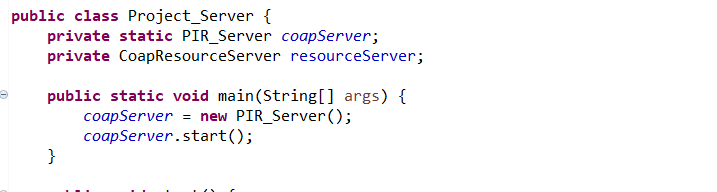 public class Project_Server {
private static PIR_Server coapServer;
private CoapResourceServer resourceServer;
public static void main(String[] args) {
coapServer = new PIR_Server();
coapServer.start();
}